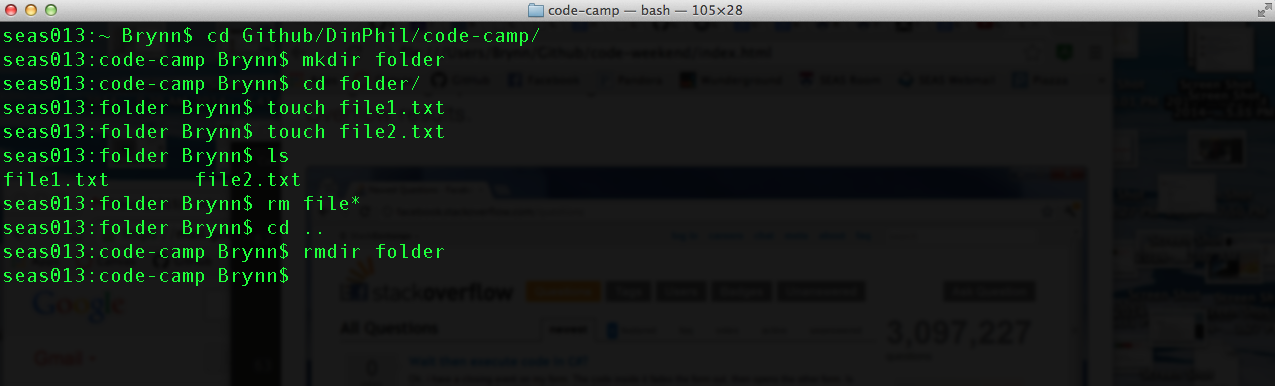 code-camp — bash — 105×28
seas013:~ Brynn$ cd Github/DinPhil/code-camp/
seas013:code-camp Brynn$ mkdir folder
seas013:code-camp Brynn$ cd folder/
seas013:folder Brynn$ touch file1.txt
seas013:folder Brynn$ touch file2.txt
seas013:folder Brynn$ ls
file1.txt file2.txt
seas013:folder Brynn$ rm file*
seas013:folder Brynn$ cd ..
seas013:code-camp Brynn$ rmdir folder
seas013:code-camp Brynn$
Google
stackoverflow
Gmail
All Questions
3,097,227